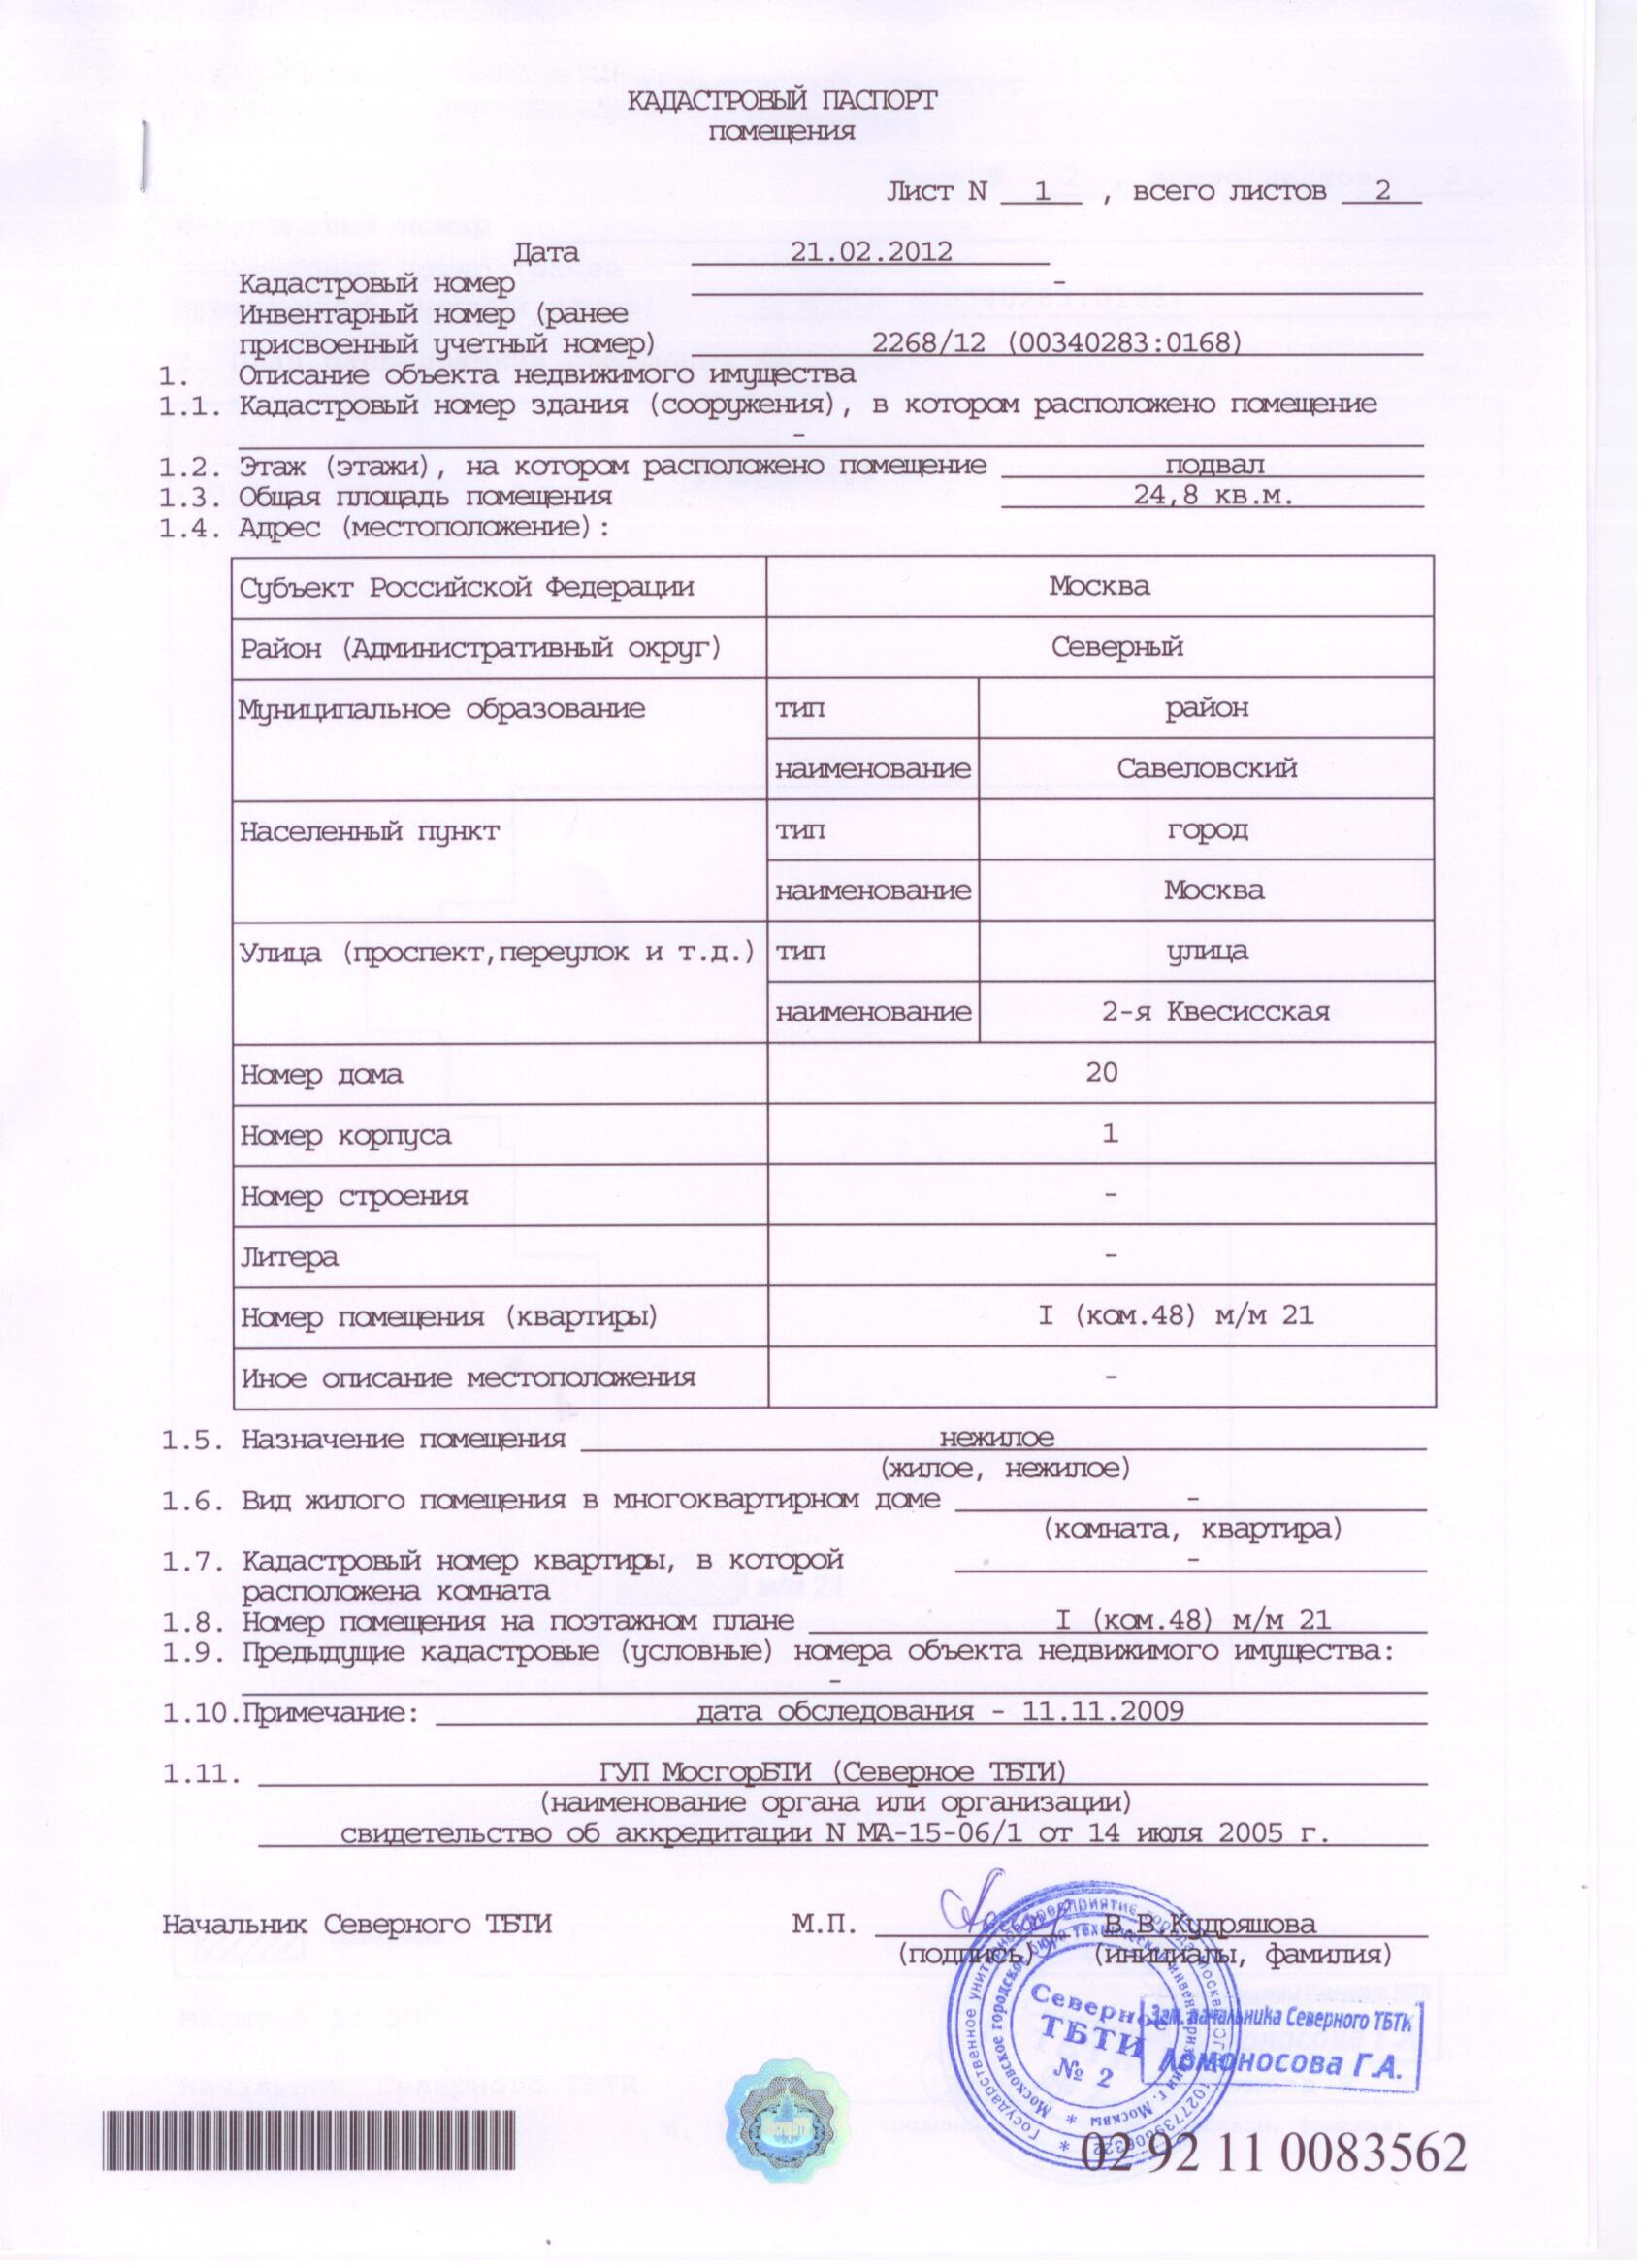 КАДАСТРОВЫЙ ПАСПОРТ
помещения
Лист N 1 , всего листов 2
Дата 21.02.2012
Кадастровый номер -
Инвентарный номер (ранее
присвоенный учетный номер) 2268/12 (00340283:0168)
1. Описание объекта недвижимого имущества
1.1. Кадастровый номер здания (сооружения), в котором расположено помещение
-
1.2. Этаж (этажи), на котором расположено помещение подвал
1.3. Общая площадь помещения 24,8 кв.м.
1.4. Адрес (местоположение):
Субъект Российской Федерации Москва
Район (Административный округ) Северный
Муниципальное образование тип район
наименование Савеловский
Населенный пункт тип город
наименование Москва
Улица (проспект,переулок и т.д.) тип улица
наименование 2-я Квесисская
Номер дома 20
Номер корпуса 1
Номер строения -
Литера -
Номер помещения (квартиры) I (ком.48) м/м 21
Иное описание местоположения -
1.5. Назначение помещения нежилое
(жилое, нежилое)
1.6. Вид жилого помещения в многоквартирном доме -
(комната, квартира)
1.7. Кадастровый номер квартиры, в которой -
расположена комната
1.8. Номер помещения на поэтажном плане I (ком.48) м/м 21
1.9. Предыдущие кадастровые (условные) номера объекта недвижимого имущества:
-
1.10.Примечание: дата обследования - 11.11.2009
1.11. ГУП МосгорБТИ (Северное ТБТИ)
(наименование органа или организации)
свидетельство об аккредитации N МА-15-06/1 от 14 июля 2005 г.
Начальник Северного ТБТИ М.П. В.В.Кудряшова
(подпись) (инициалы, фамилия)
Северное
ТБТИ
№ 2
Зам. начальника Северного ТБТИ
Ломоносова Г.А.
02 92 11 0083562